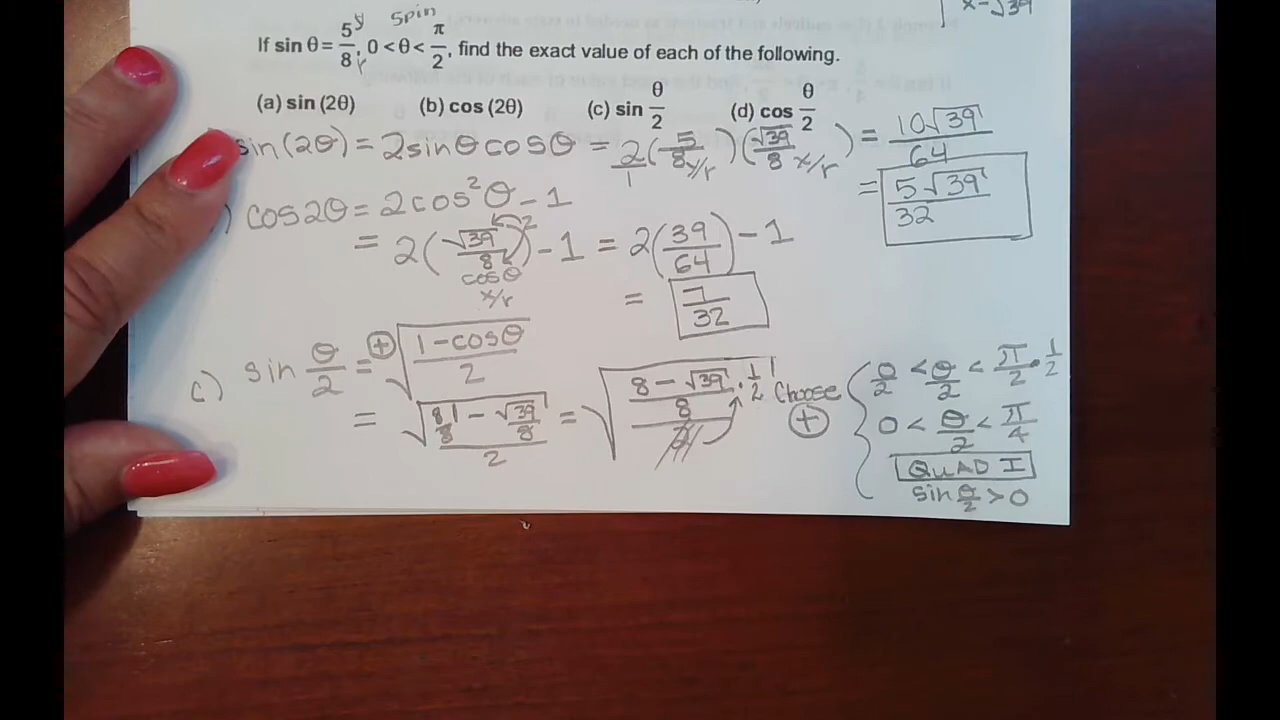 x=√39
y 5pin
If sin θ = 5/8, 0 < θ < π/2, find the exact value of each of the following.
r
(a) sin (2θ) (b) cos (2θ) (c) sin θ/2 (d) cos θ/2
sin(2θ) = 2sinθ cosθ = 2/1 (5/8 y/r) (√39/8 x/r) = 10√39/64
= 5√39/32
) cos2θ = 2cos²θ - 1
= 2(√39/8)² - 1 = 2(39/64) - 1
cosθ
x/r
= 7/32
c) sin θ/2 = + √((1-cosθ)/2)
= √((8/8 - √39/8)/2) = √((8-√39)/8 · 1/2 /2)
Choose +
0/2 < θ/2 < π/2 · 1/2
0 < θ/2 < π/4
QUAD I
sin θ/2 > 0